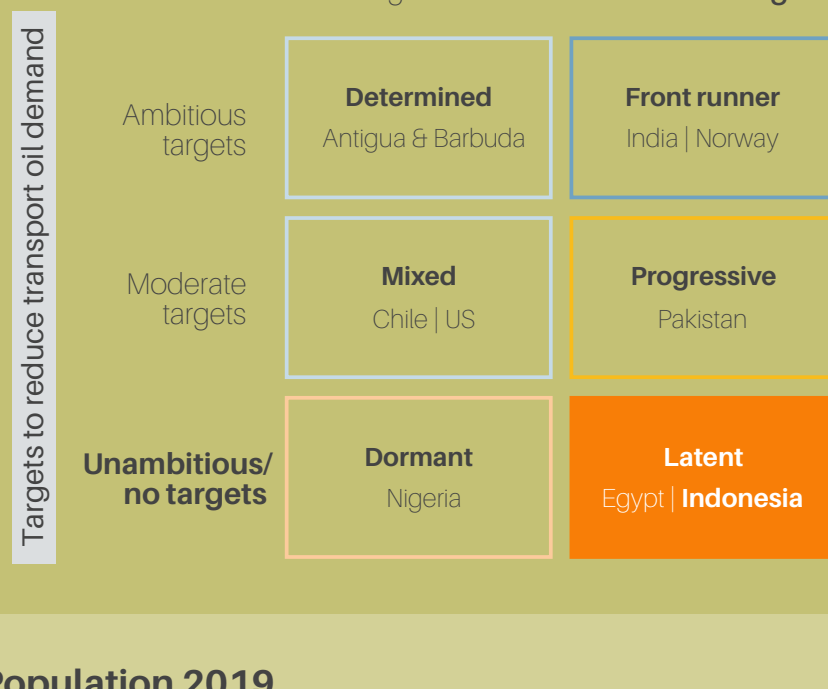 Targets to reduce transport oil demand
Ambitious
targets
Determined
Antigua & Barbuda
Front runner
India | Norway
Moderate
targets
Mixed
Chile | US
Progressive
Pakistan
Unambitious/
no targets
Dormant
Nigeria
Latent
Egypt | Indonesia
Population 2019